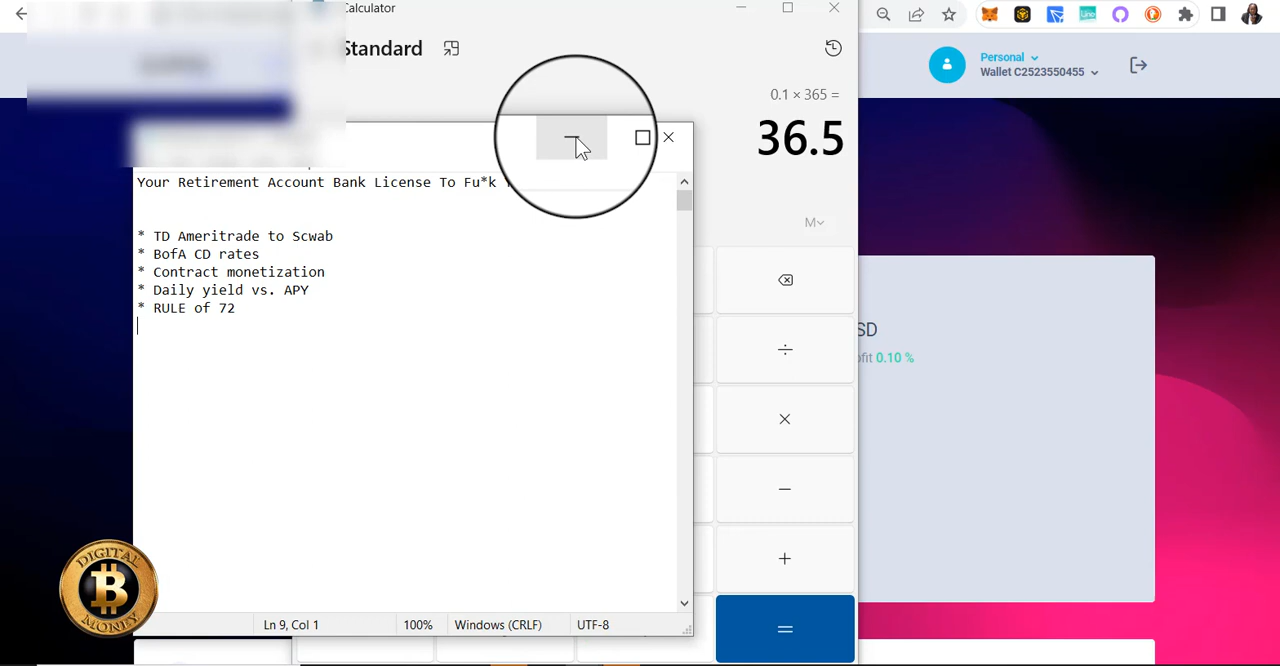 Calculator
Standard
0.1 × 365 =
36.5
M
Personal
Wallet C2523550455
Your Retirement Account Bank License To Fu*k
* TD Ameritrade to Scwab
* BofA CD rates
* Contract monetization
* Daily yield vs. APY
* RULE of 72
SD
ofit 0.10 %
DIGITAL
MONEY
Ln 9, Col 1
100%
Windows (CRLF)
UTF-8